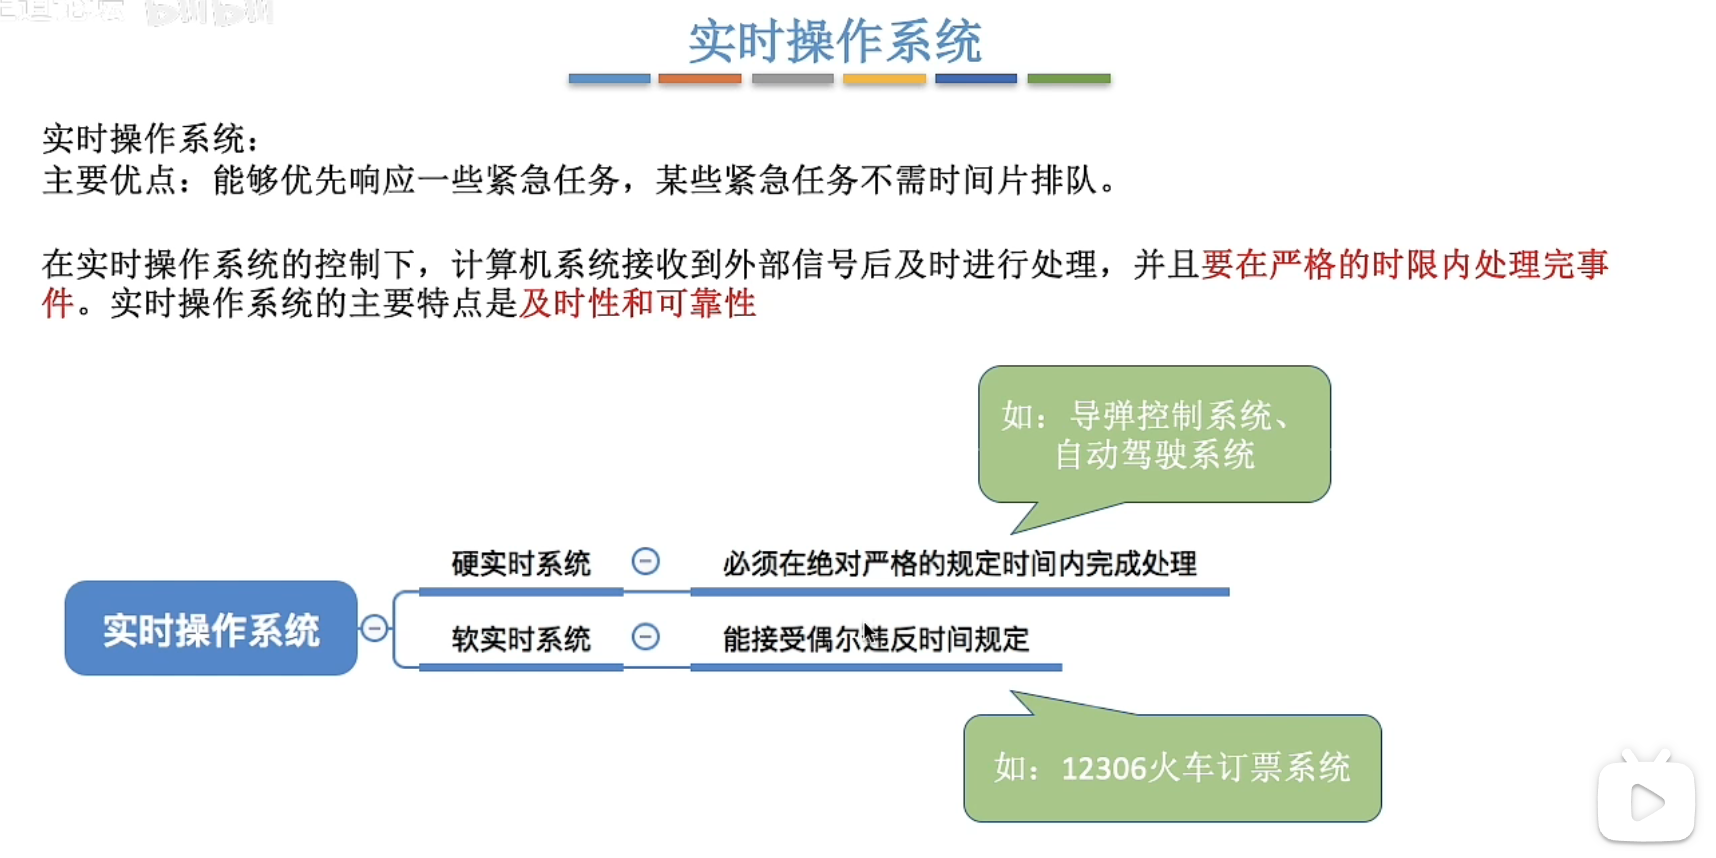 实时操作系统
实时操作系统：
主要优点：能够优先响应一些紧急任务，某些紧急任务不需时间片排队。
在实时操作系统的控制下，计算机系统接收到外部信号后及时进行处理，并且要在严格的时限内处理完事
件。实时操作系统的主要特点是及时性和可靠性
如：导弹控制系统、
自动驾驶系统
硬实时系统 必须在绝对严格的规定时间内完成处理
实时操作系统
软实时系统 能接受偶尔违反时间规定
如：12306火车订票系统